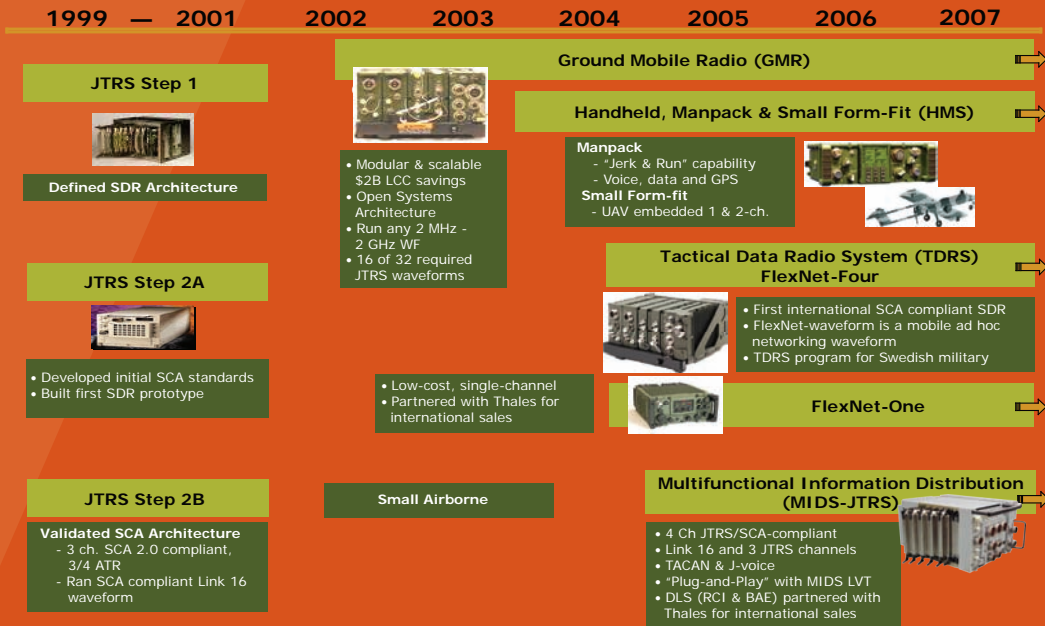 1999 — 2001 2002 2003 2004 2005 2006 2007
JTRS Step 1
Defined SDR Architecture
JTRS Step 2A
• Developed initial SCA standards
• Built first SDR prototype
JTRS Step 2B
Validated SCA Architecture
- 3 ch. SCA 2.0 compliant,
3/4 ATR
- Ran SCA compliant Link 16
waveform
Ground Mobile Radio (GMR)
• Modular & scalable
$2B LCC savings
• Open Systems
Architecture
• Run any 2 MHz -
2 GHz WF
• 16 of 32 required
JTRS waveforms
Handheld, Manpack & Small Form-Fit (HMS)
Manpack
- "Jerk & Run" capability
- Voice, data and GPS
Small Form-fit
- UAV embedded 1 & 2-ch.
Tactical Data Radio System (TDRS)
FlexNet-Four
• First international SCA compliant SDR
• FlexNet-waveform is a mobile ad hoc
networking waveform
• TDRS program for Swedish military
• Low-cost, single-channel
• Partnered with Thales for
international sales
FlexNet-One
Small Airborne
Multifunctional Information Distribution
(MIDS-JTRS)
• 4 Ch JTRS/SCA-compliant
• Link 16 and 3 JTRS channels
• TACAN & J-voice
• "Plug-and-Play" with MIDS LVT
• DLS (RCI & BAE) partnered with
Thales for international sales